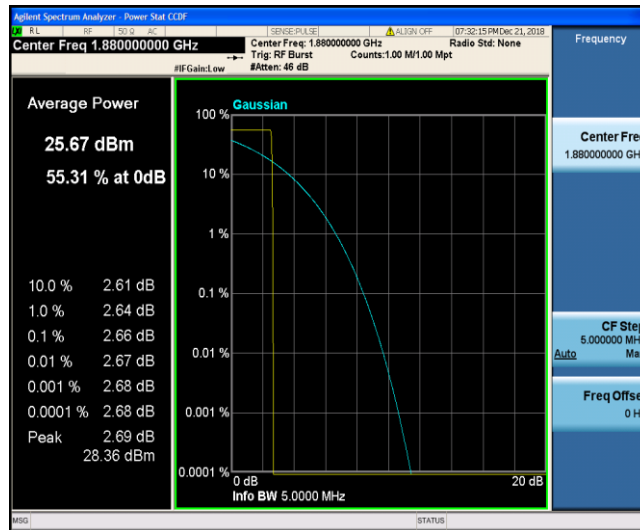 Agilent Spectrum Analyzer - Power Stat CCDF
RL RF 50 Ω AC SENSE:PULSE ALIGN OFF 07:32:15 PM Dec 21, 2018
Center Freq 1.880000000 GHz
Center Freq: 1.880000000 GHz Radio Std: None
Trig: RF Burst Counts:1.00 M/1.00 Mpt
#IFGain:Low #Atten: 46 dB
Frequency
Average Power
25.67 dBm
55.31 % at 0dB
10.0 % 2.61 dB
1.0 % 2.64 dB
0.1 % 2.66 dB
0.01 % 2.67 dB
0.001 % 2.68 dB
0.0001 % 2.68 dB
Peak 2.69 dB
28.36 dBm
Gaussian
100 %
10 %
1 %
0.1 %
0.01 %
0.001 %
0.0001 %
0 dB 20 dB
Info BW 5.0000 MHz
Center Fre
1.880000000 GH
CF Step
5.000000 MH
Auto Ma
Freq Offse
0 H
MSG STATUS